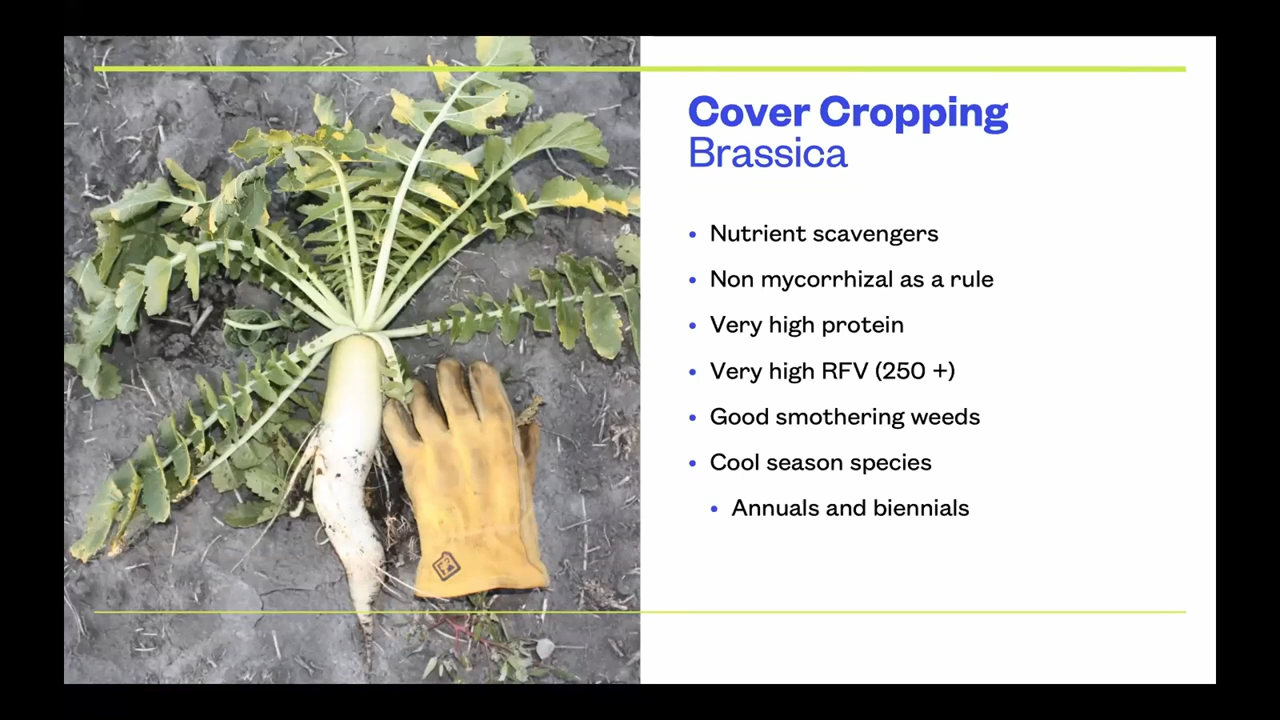 Cover Cropping
Brassica
• Nutrient scavengers
• Non mycorrhizal as a rule
• Very high protein
• Very high RFV (250 +)
• Good smothering weeds
• Cool season species
• Annuals and biennials